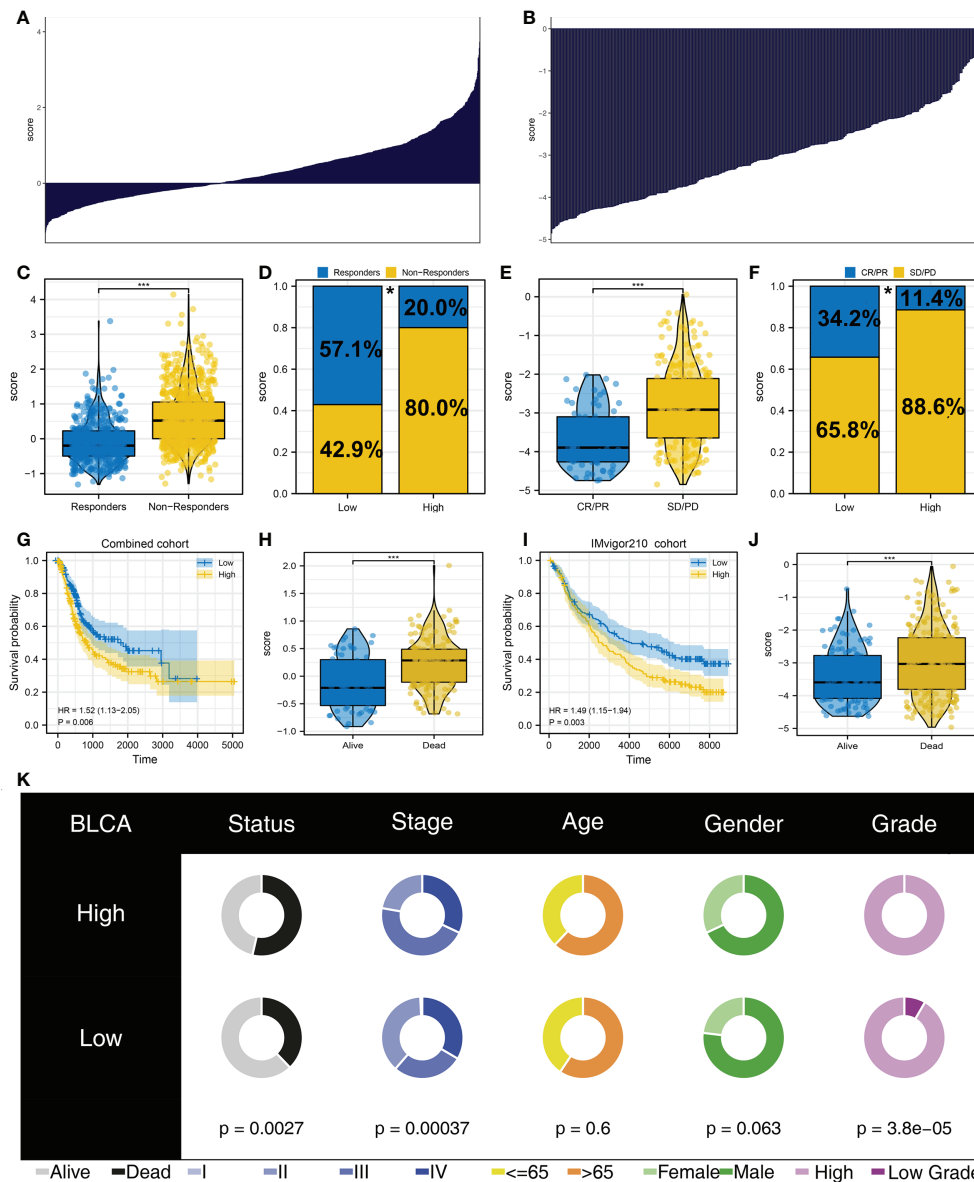 A
4
2
0
score
B
0
−1
−2
−3
−4
−5
score
C
***
4
3
2
1
0
−1
score
Responders
Non−Responders
D
Responders
Non−Responders
*
1.0
0.8
0.6
0.4
0.2
0.0
score
57.1%
42.9%
20.0%
80.0%
Low
High
E
***
0
−1
−2
−3
−4
−5
score
CR/PR
SD/PD
F
CR/PR
SD/PD
*
1.0
0.8
0.6
0.4
0.2
0.0
score
34.2%
65.8%
11.4%
88.6%
Low
High
G
Combined cohort
Low
High
1.0
0.8
0.6
0.4
0.2
0.0
Survival probability
HR = 1.52 (1.13−2.05)
P = 0.006
0 1000 2000 3000 4000 5000
Time
H
***
2.0
1.5
1.0
0.5
0.0
−0.5
−1.0
score
Alive
Dead
I
IMvigor210 cohort
Low
High
1.0
0.8
0.6
0.4
0.2
0.0
Survival probability
HR = 1.49 (1.15−1.94)
P = 0.003
0 2000 4000 6000 8000
Time
J
***
0
−1
−2
−3
−4
−5
score
Alive
Dead
K
BLCA Status Stage Age Gender Grade
High
Low
p = 0.0027 p = 0.00037 p = 0.6 p = 0.063 p = 3.8e−05
Alive Dead I II III IV <=65 >65 Female Male High Low Grade